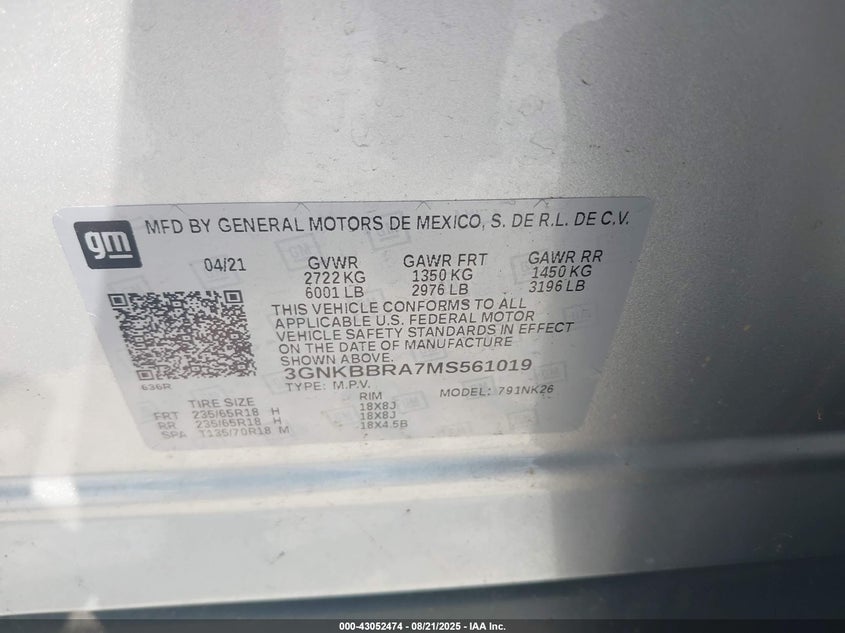 gm MFD BY GENERAL MOTORS DE MEXICO, S. DE R.L. DE C.V.
04/21 GVWR GAWR FRT GAWR RR
2722 KG 1350 KG 1450 KG
6001 LB 2976 LB 3196 LB
THIS VEHICLE CONFORMS TO ALL
APPLICABLE U.S. FEDERAL MOTOR
VEHICLE SAFETY STANDARDS IN EFFECT
ON THE DATE OF MANUFACTURE
SHOWN ABOVE.
3GNKBBRA7MS561019
636R TYPE: M.P.V. MODEL: 791NK26
TIRE SIZE RIM
FRT 235/65R18 H 18X8J
RR 235/65R18 H 18X8J
SPA T135/70R18 M 18X4.5B
000-43052474 - 08/21/2025 - IAA Inc.